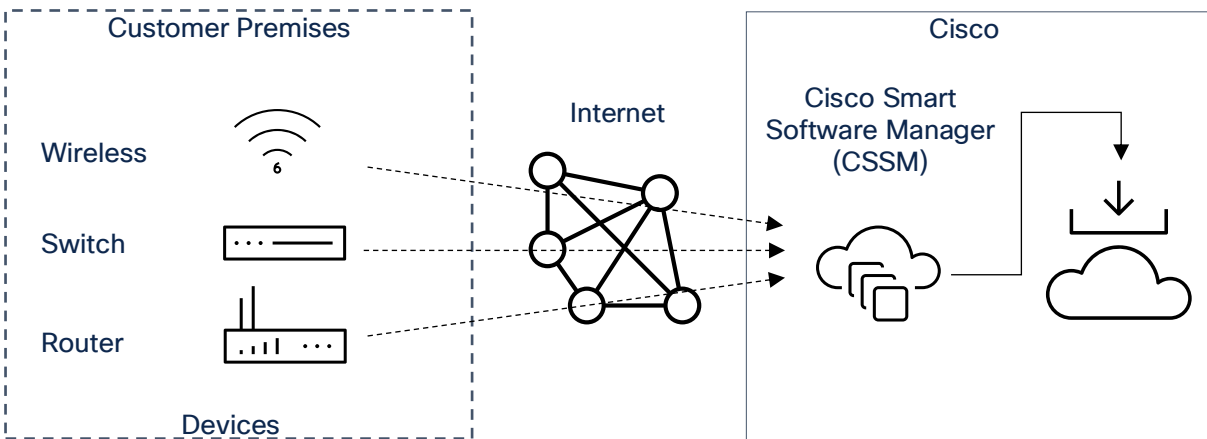 Customer Premises
Cisco
Internet
Cisco Smart
Software Manager
(CSSM)
Wireless
6
Switch
Router
Devices